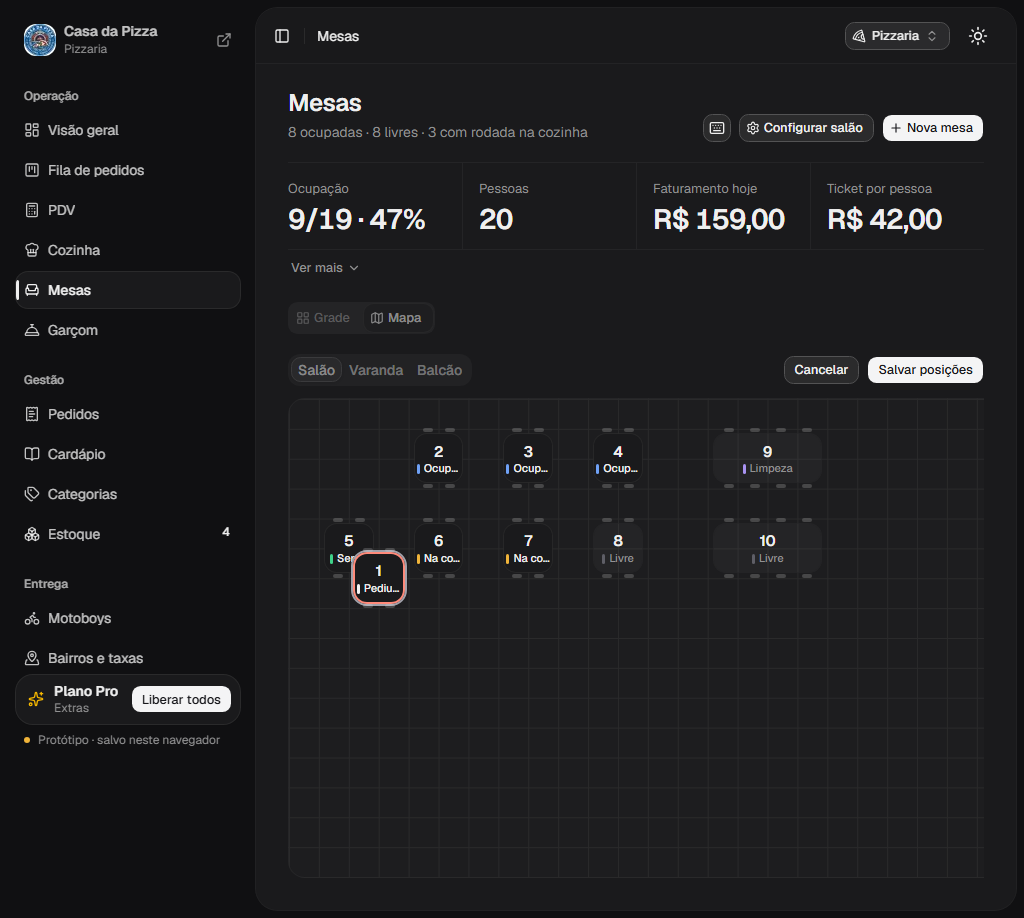 Casa da Pizza
Pizzaria
Operação
Visão geral
Fila de pedidos
PDV
Cozinha
Mesas
Garçom
Gestão
Pedidos
Cardápio
Categorias
Estoque 4
Entrega
Motoboys
Bairros e taxas
Plano Pro
Extras
Liberar todos
Protótipo · salvo neste navegador
Mesas
Pizzaria
Mesas
8 ocupadas · 8 livres · 3 com rodada na cozinha
Configurar salão
+ Nova mesa
Ocupação
9/19 · 47%
Pessoas
20
Faturamento hoje
R$ 159,00
Ticket por pessoa
R$ 42,00
Ver mais
Grade Mapa
Salão Varanda Balcão
Cancelar Salvar posições
2
Ocup...
3
Ocup...
4
Ocup...
9
Limpeza
5
Ser
6
Na co...
7
Na co...
8
Livre
10
Livre
1
Pediu...